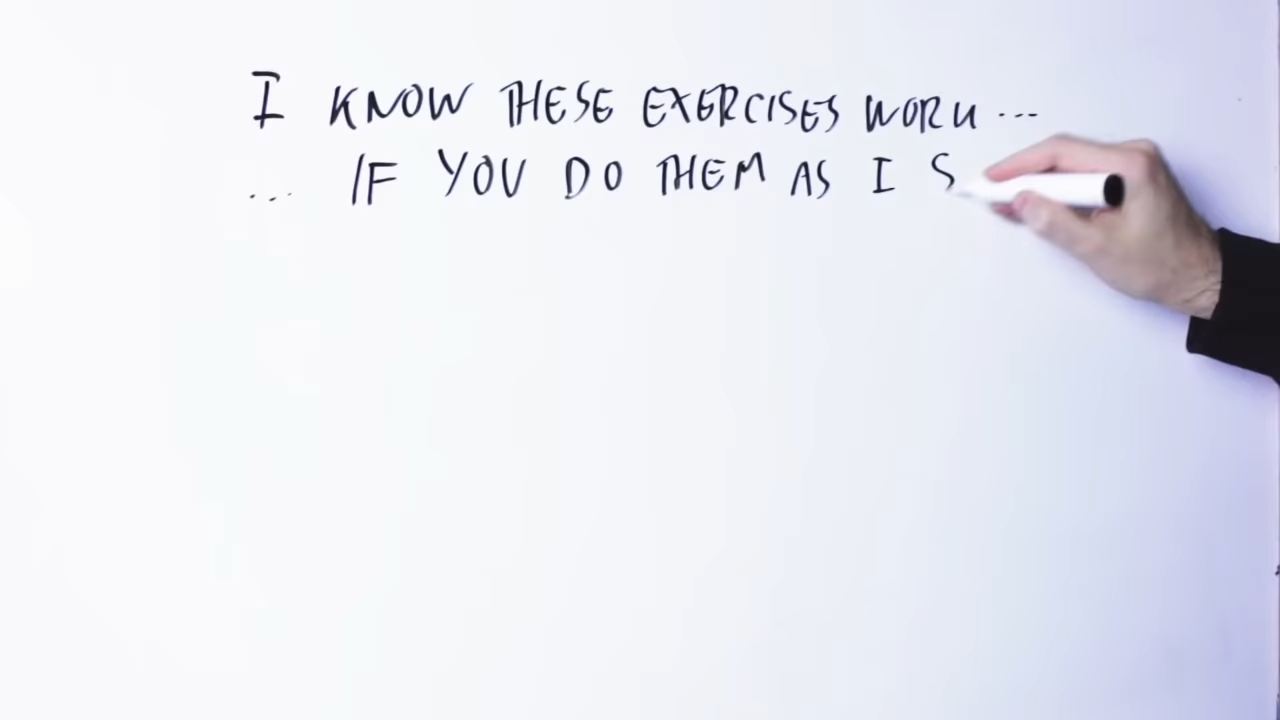 I KNOW THESE EXERCISES WORK ...
... IF YOU DO THEM AS I S